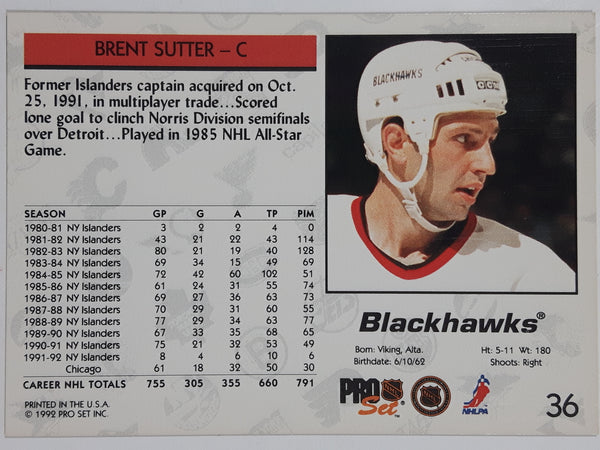 BRENT SUTTER – C
Former Islanders captain acquired on Oct.
25, 1991, in multiplayer trade...Scored
lone goal to clinch Norris Division semifinals
over Detroit...Played in 1985 NHL All-Star
Game.
BLACKHAWKS
CCM
SEASON GP G A TP PIM
1980-81 NY Islanders 3 2 2 4 0
1981-82 NY Islanders 43 21 22 43 114
1982-83 NY Islanders 80 21 19 40 128
1983-84 NY Islanders 69 34 15 49 69
1984-85 NY Islanders 72 42 60 102 51
1985-86 NY Islanders 61 24 31 55 74
1986-87 NY Islanders 69 27 36 63 73
1987-88 NY Islanders 70 29 31 60 55
1988-89 NY Islanders 77 29 34 63 77
1989-90 NY Islanders 67 33 35 68 65
1990-91 NY Islanders 75 21 32 53 49
1991-92 NY Islanders 8 4 6 10 6
Chicago 61 18 32 50 30
CAREER NHL TOTALS 755 305 355 660 791
Blackhawks®
Born: Viking, Alta. Ht: 5-11 Wt: 180
Birthdate: 6/10/62 Shoots: Right
PRINTED IN THE U.S.A.
© 1992 PRO SET INC.
PRO
Set
NHL
NHLPA
36